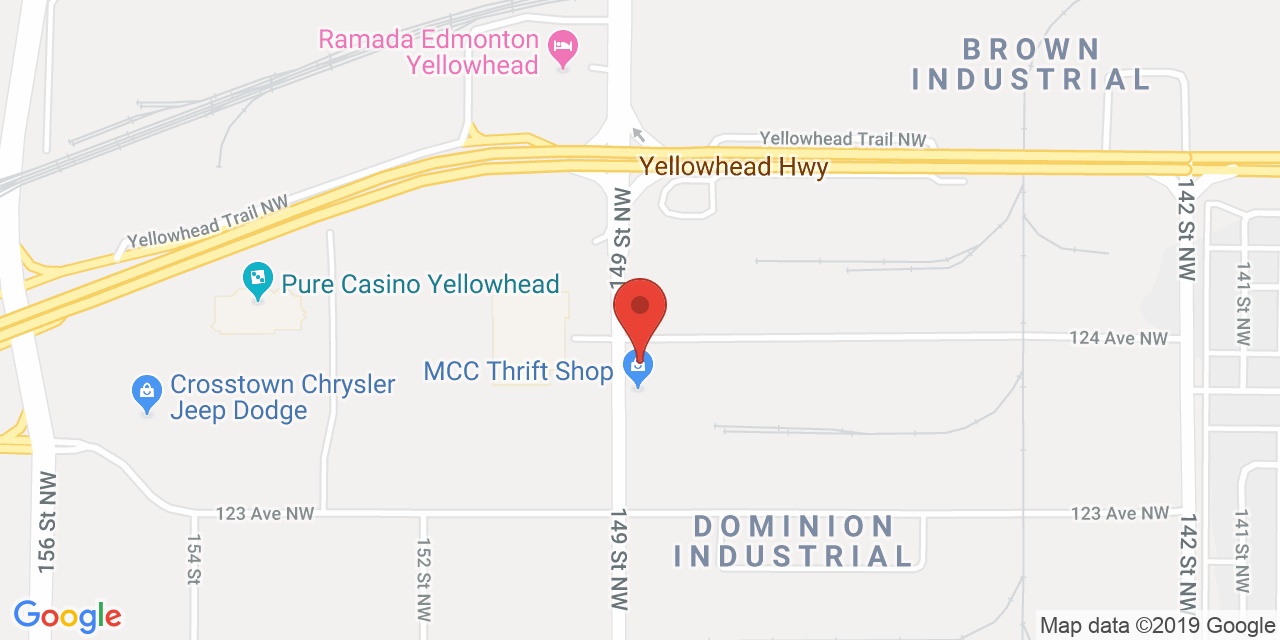 Ramada Edmonton
Yellowhead
BROWN
INDUSTRIAL
Yellowhead Trail NW
Yellowhead Hwy
Yellowhead Trail NW
149 St NW
142 St NW
141 St NW
Pure Casino Yellowhead
124 Ave NW
MCC Thrift Shop
Crosstown Chrysler
Jeep Dodge
156 St NW
123 Ave NW
123 Ave NW
154 St
152 St NW
149 St NW
DOMINION
INDUSTRIAL
142 St NW
141 St NW
Google
Map data ©2019 Google